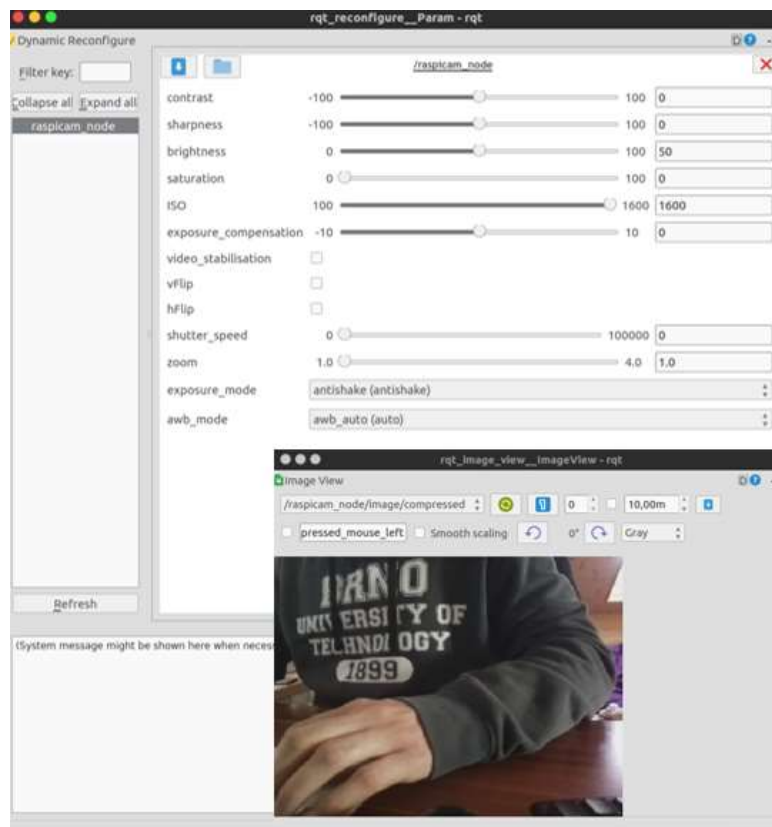 rqt_reconfigure__Param - rqt
Dynamic Reconfigure
D
Filter key:
Collapse all Expand all
raspicam_node
/raspicam_node
contrast -100 100 0
sharpness -100 100 0
brightness 0 100 50
saturation 0 100 0
ISO 100 1600 1600
exposure_compensation -10 10 0
video_stabilisation
vFlip
hFlip
shutter_speed 0 100000 0
zoom 1.0 4.0 1.0
exposure_mode antishake (antishake)
awb_mode awb_auto (auto)
Refresh
(System message might be shown here when neces
rqt_image_view__ImageView - rqt
Image View
D
/raspicam_node/image/compressed 0 10,00m
pressed_mouse_left Smooth scaling 0° Gray
BRNO
UNIVERSITY OF
TECHNOLOGY
1899